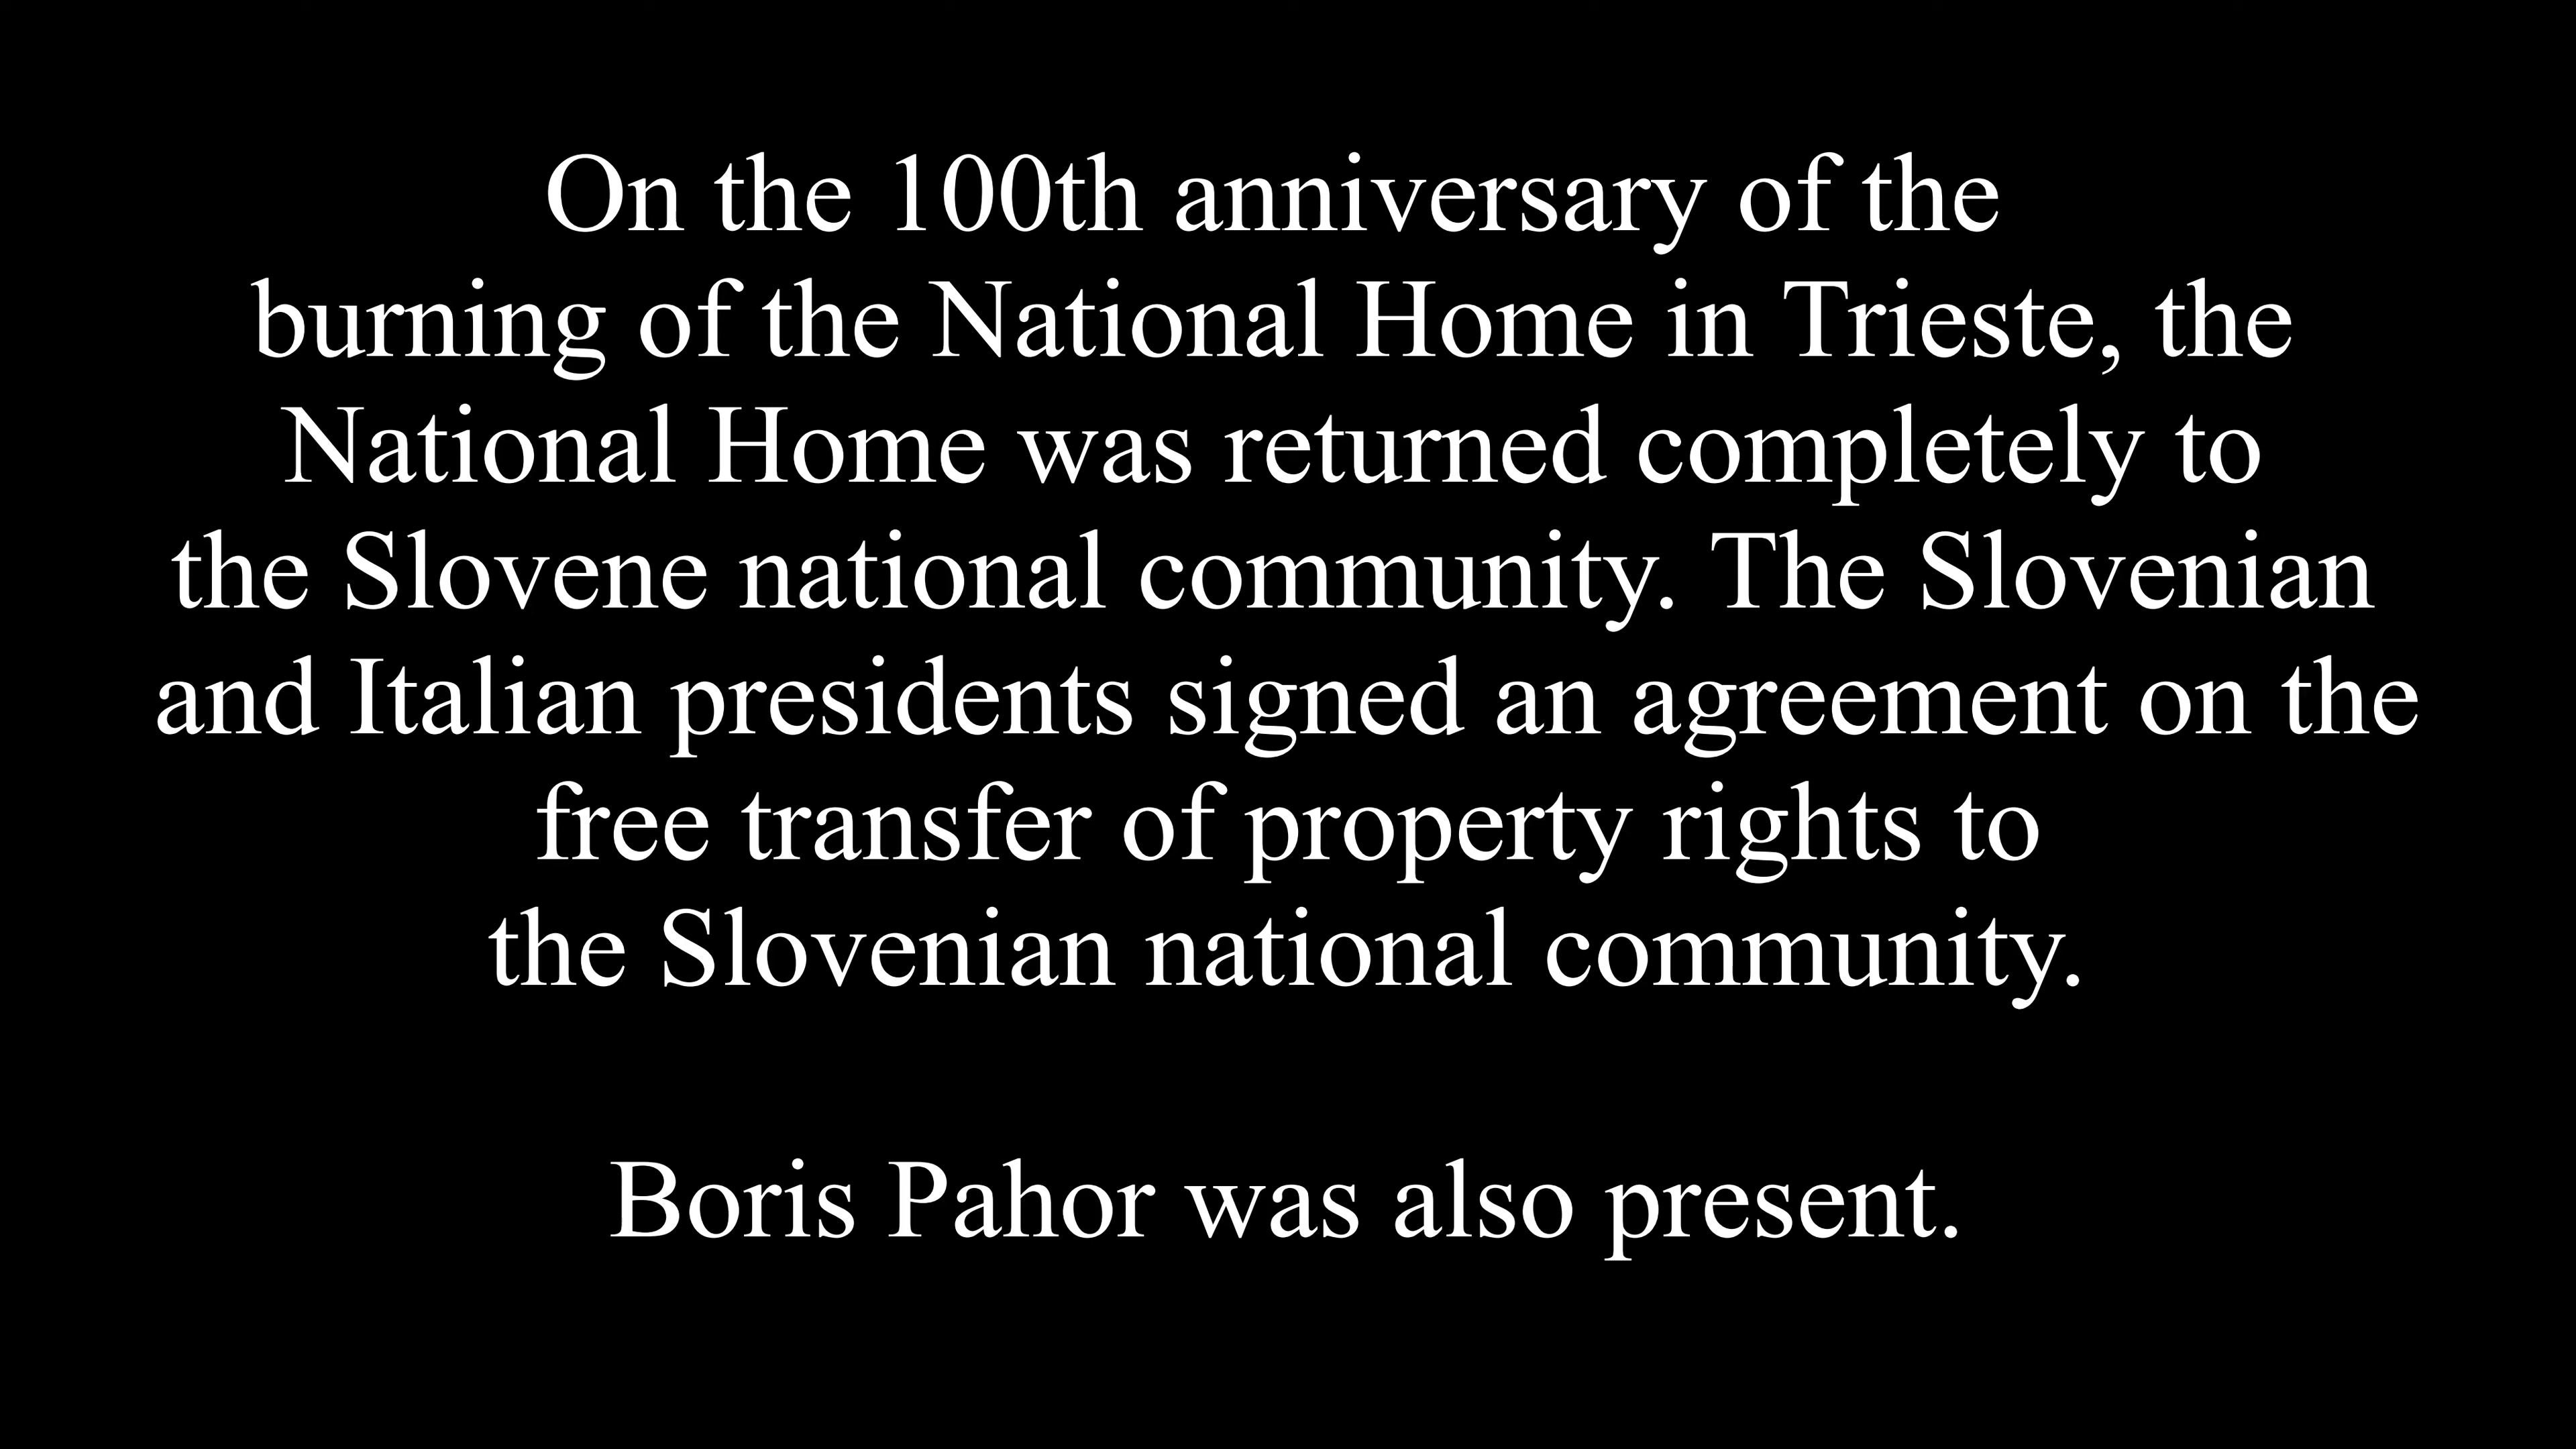 On the 100th anniversary of the
burning of the National Home in Trieste, the
National Home was returned completely to
the Slovene national community. The Slovenian
and Italian presidents signed an agreement on the
free transfer of property rights to
the Slovenian national community.
Boris Pahor was also present.